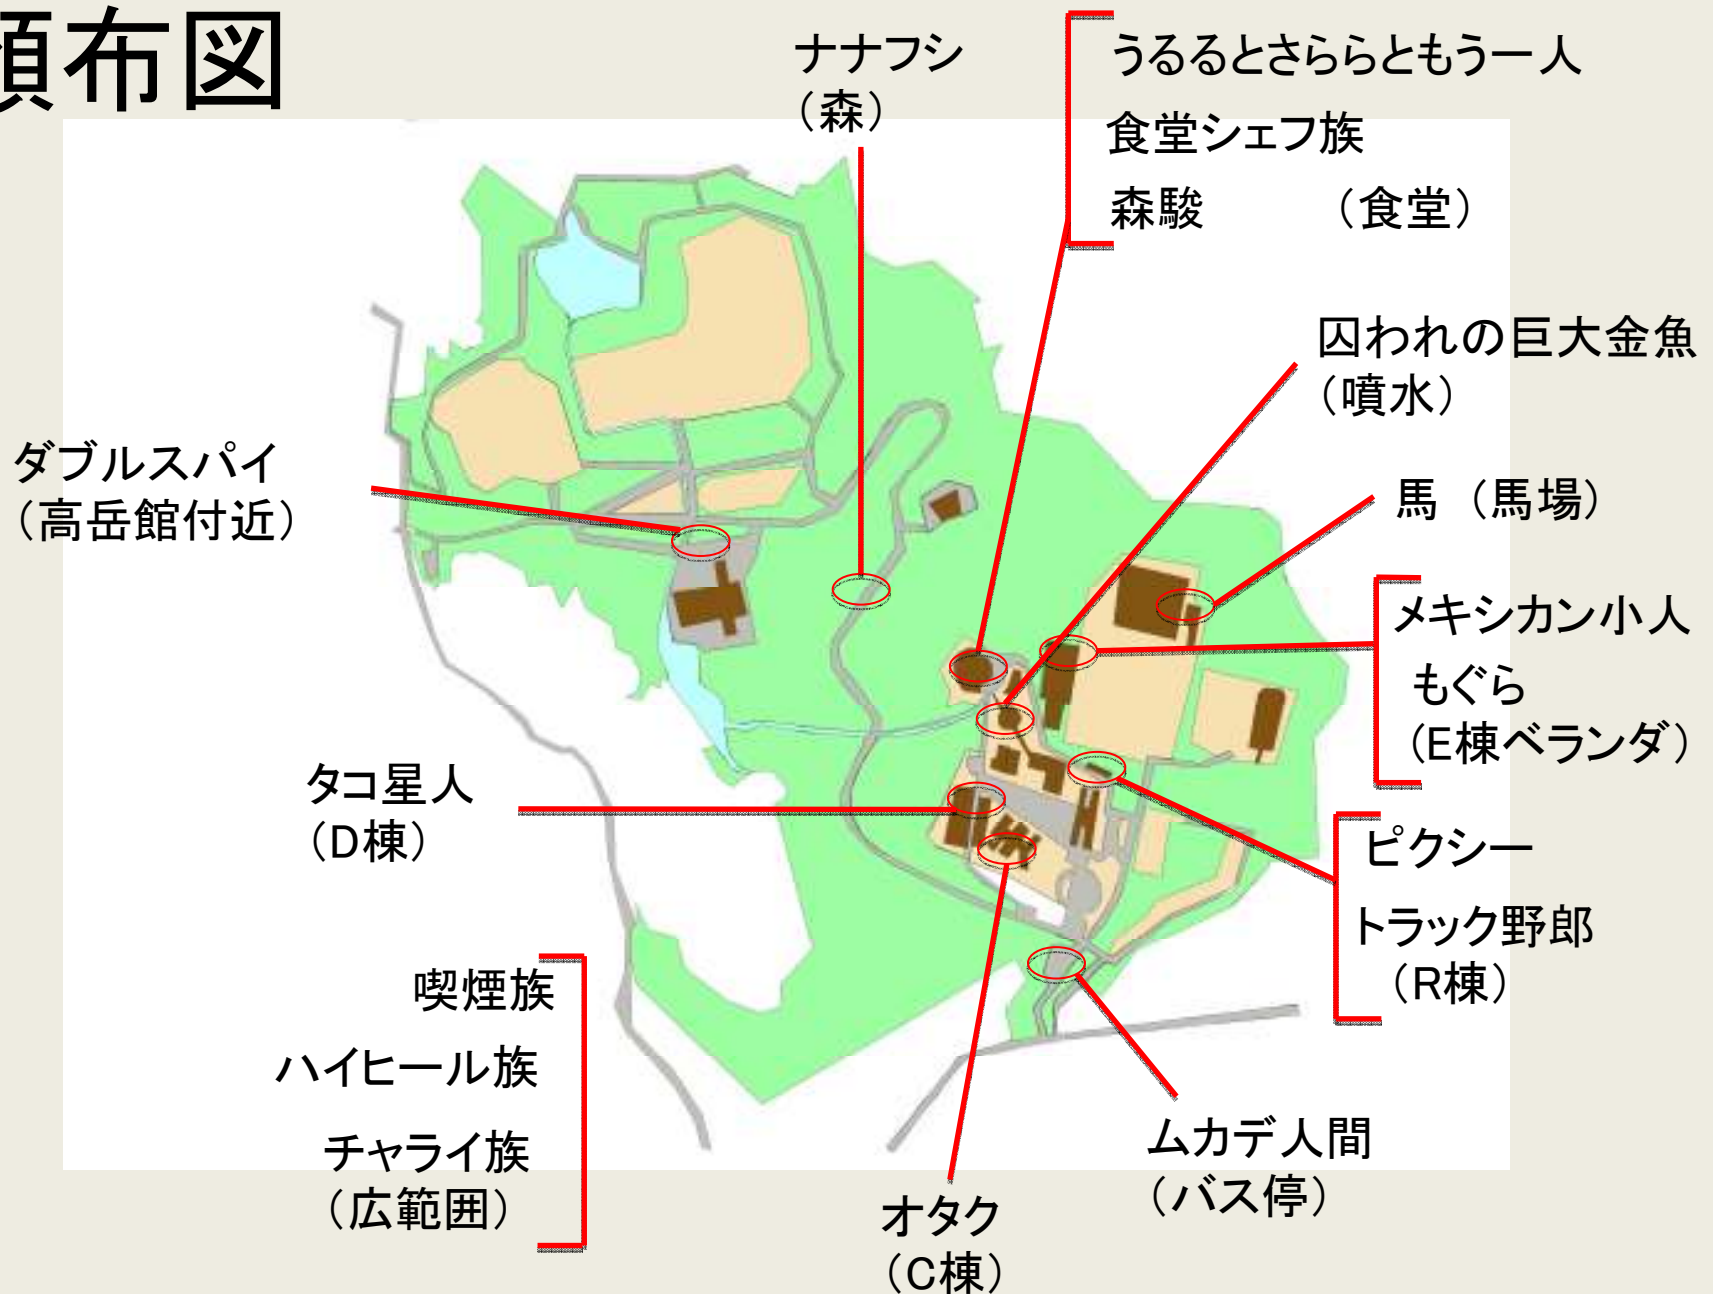 頒布図
ナナフシ
（森）
うるるとさららともう一人
食堂シェフ族
森駿　　（食堂）
囚われの巨大金魚
（噴水）
ダブルスパイ
（高岳館付近）
馬（馬場）
メキシカン小人
もぐら
（E棟ベランダ）
タコ星人
（D棟）
ピクシー
トラック野郎
（R棟）
喫煙族
ハイヒール族
チャライ族
（広範囲）
ムカデ人間
（バス停）
オタク
（C棟）